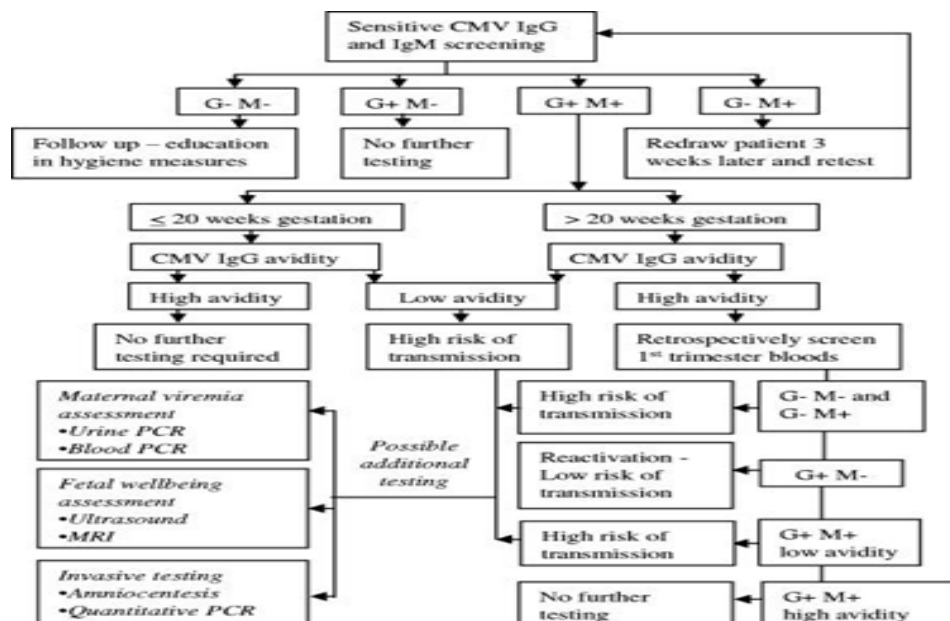 Sensitive CMV IgG
and IgM screening
G- M-
G+ M-
G+ M+
G- M+
Follow up – education
in hygiene measures
No further
testing
Redraw patient 3
weeks later and retest
≤ 20 weeks gestation
> 20 weeks gestation
CMV IgG avidity
CMV IgG avidity
High avidity
Low avidity
High avidity
No further
testing required
High risk of
transmission
Retrospectively screen
1st trimester bloods
Maternal viremia
assessment
•Urine PCR
•Blood PCR
Possible
additional
testing
High risk of
transmission
G- M- and
G- M+
Fetal wellbeing
assessment
•Ultrasound
•MRI
Reactivation -
Low risk of
transmission
G+ M-
High risk of
transmission
G+ M+
low avidity
Invasive testing
•Amniocentesis
•Quantitative PCR
No further
testing
G+ M+
high avidity